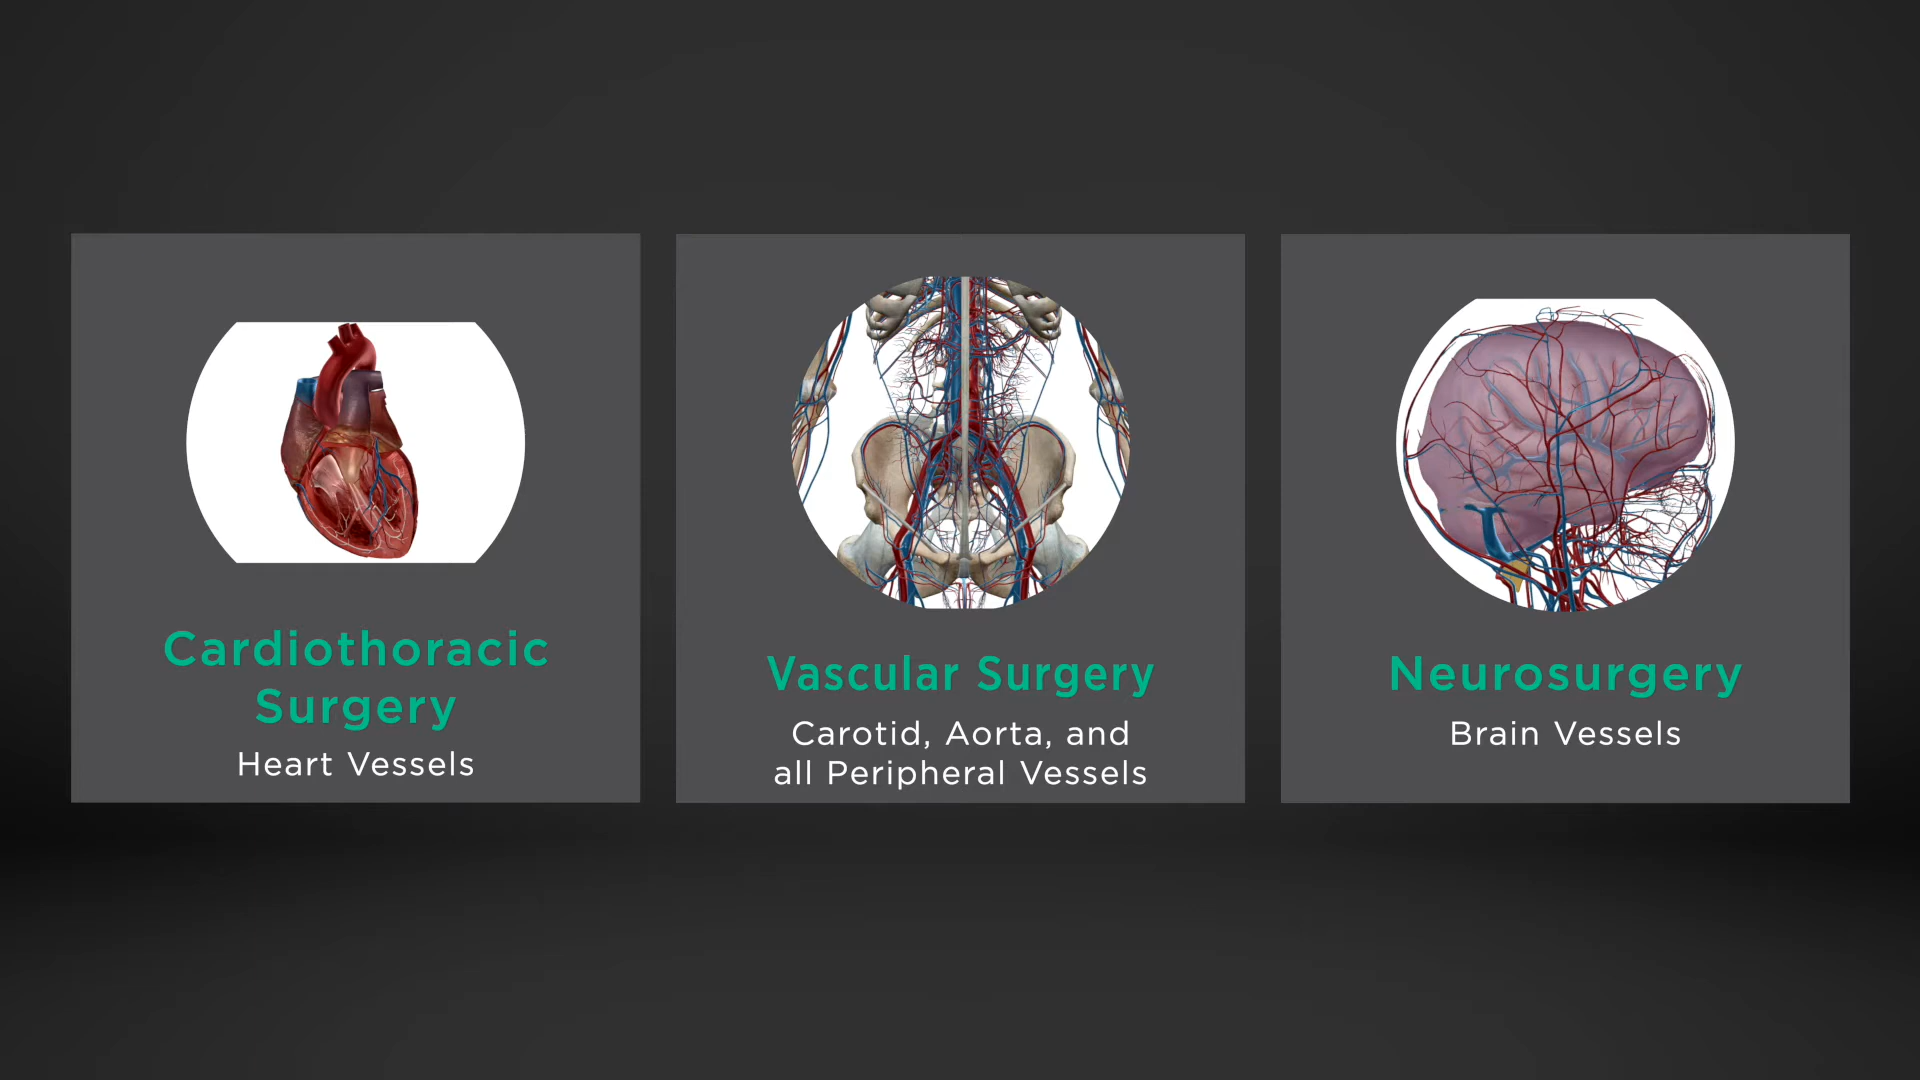 Cardiothoracic
Surgery
Heart Vessels
Vascular Surgery
Carotid, Aorta, and
all Peripheral Vessels
Neurosurgery
Brain Vessels